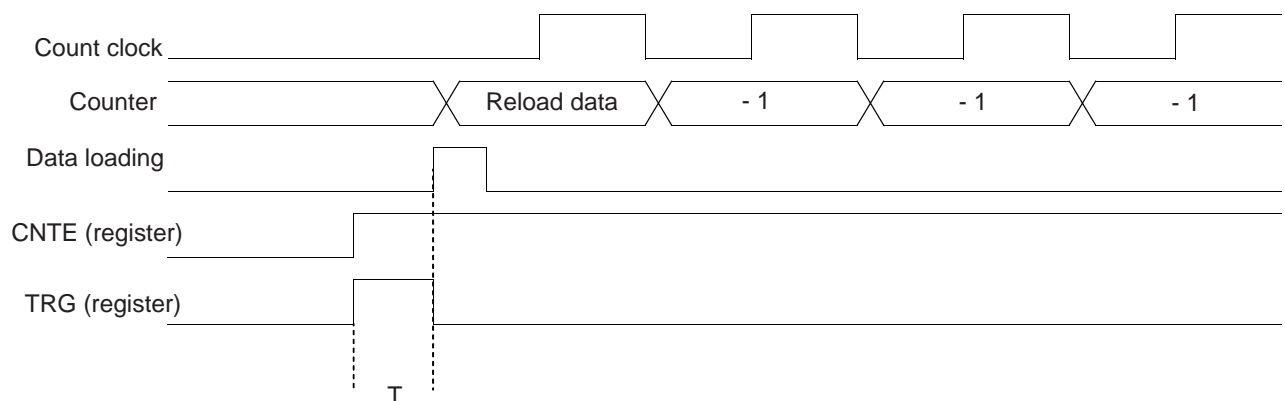 Count clock
Counter
Reload data
- 1
- 1
- 1
Data loading
CNTE (register)
TRG (register)
T